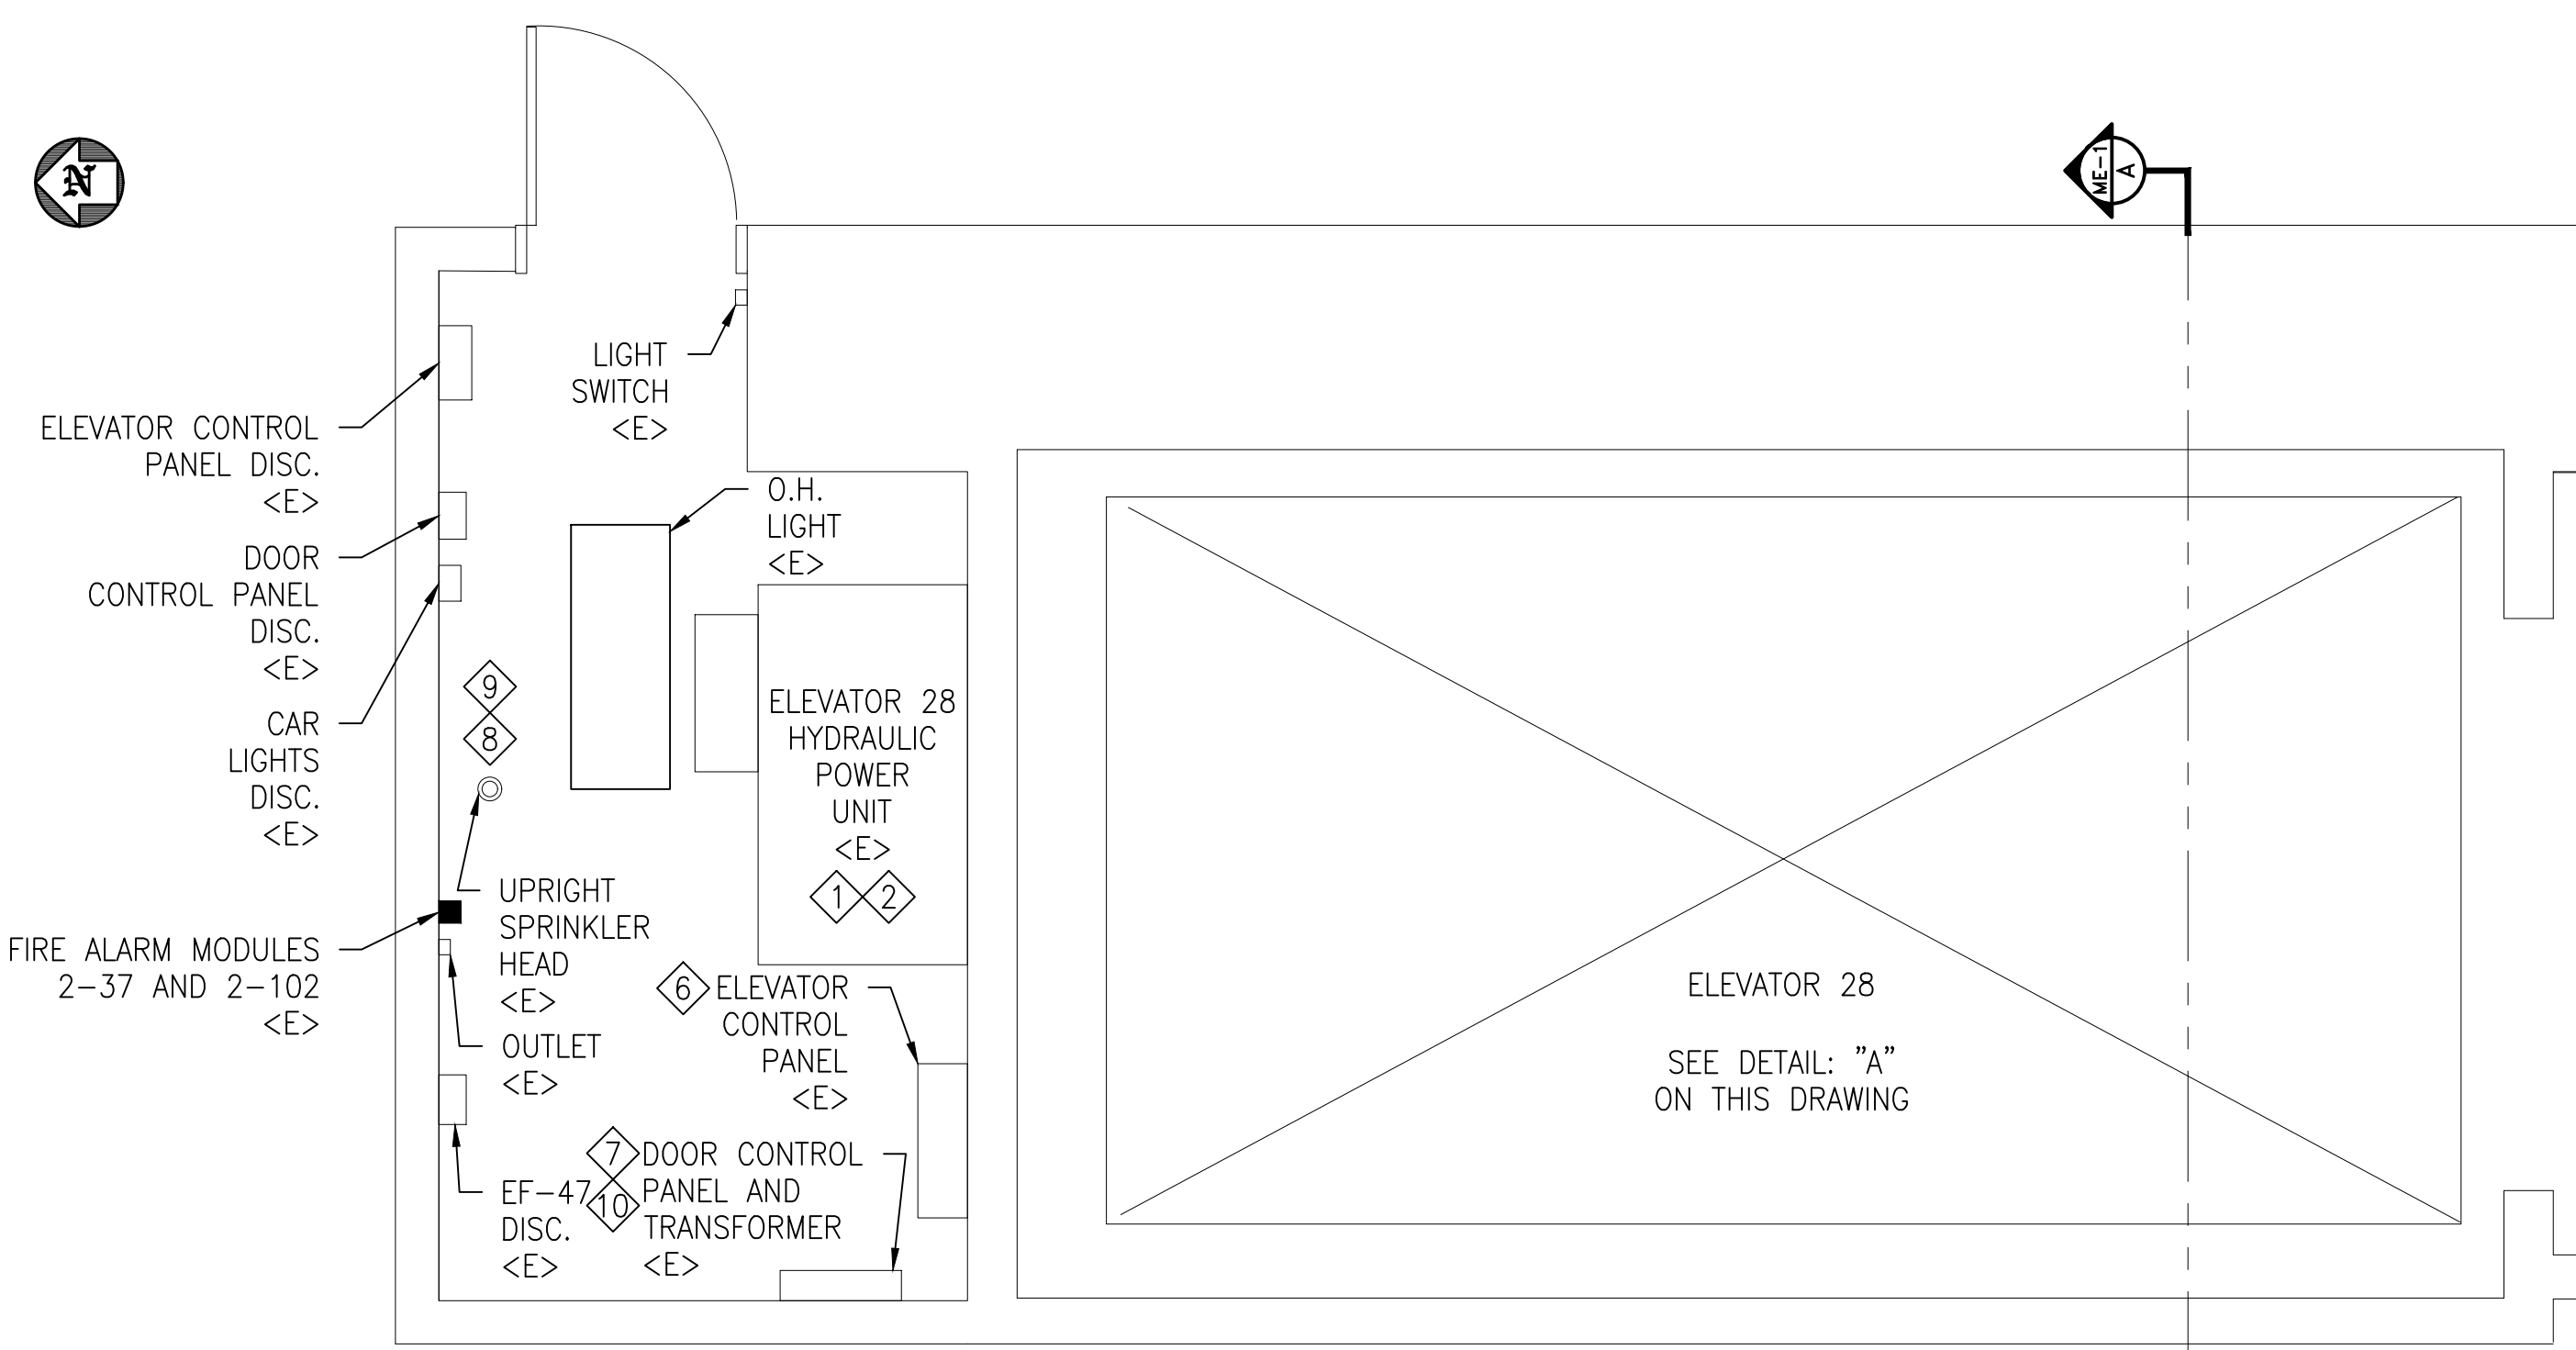 N
ME-1
A
LIGHT
SWITCH
<E>
ELEVATOR CONTROL
PANEL DISC.
<E>
O.H.
LIGHT
<E>
DOOR
CONTROL PANEL
DISC.
<E>
CAR
LIGHTS
DISC.
<E>
9
8
ELEVATOR 28
HYDRAULIC
POWER
UNIT
<E>
1 2
UPRIGHT
SPRINKLER
HEAD
<E>
FIRE ALARM MODULES
2-37 AND 2-102
<E>
OUTLET
<E>
6 ELEVATOR
CONTROL
PANEL
<E>
EF-47
DISC.
<E>
7
10
DOOR CONTROL
PANEL AND
TRANSFORMER
<E>
ELEVATOR 28
SEE DETAIL: "A"
ON THIS DRAWING